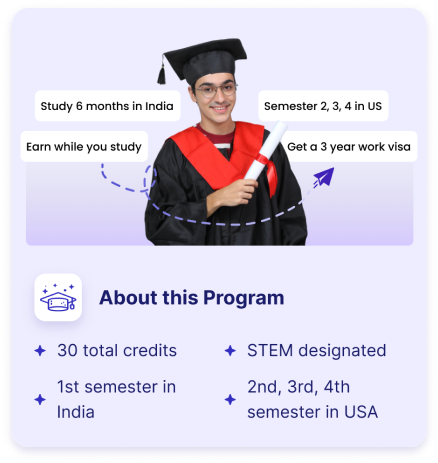 Study 6 months in India
Semester 2, 3, 4 in US
Earn while you study
Get a 3 year work visa
About this Program
30 total credits
STEM designated
1st semester in
India
2nd, 3rd, 4th
semester in USA